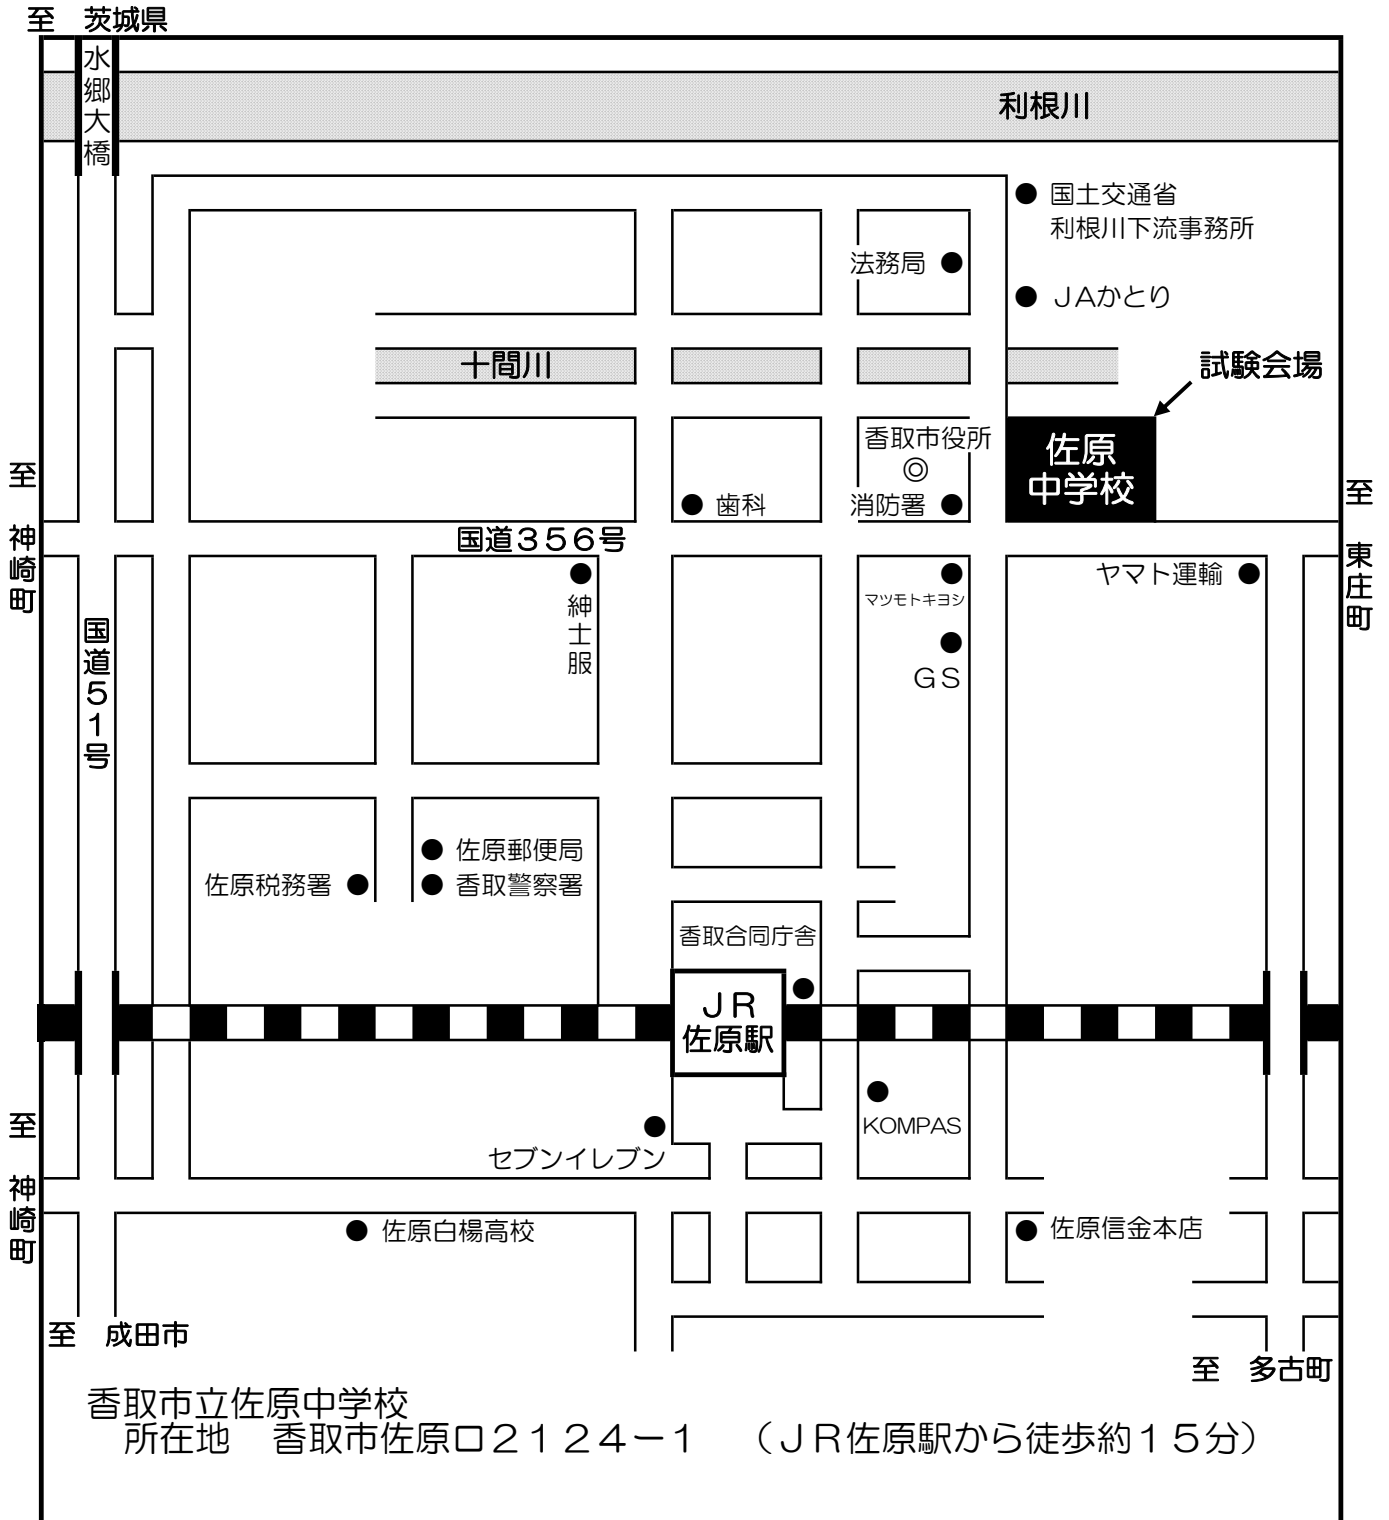 至　茨城県
水郷大橋
利根川
国土交通省
利根川下流事務所
法務局
ＪＡかとり
十間川
試験会場
香取市役所
佐原
中学校
至　神崎町
歯科
消防署
至　東庄町
国道３５６号
ヤマト運輸
紳士服
マツモトキヨシ
国道５１号
ＧＳ
佐原郵便局
佐原税務署
香取警察署
香取合同庁舎
ＪＲ
佐原駅
至　神崎町
KOMPAS
セブンイレブン
佐原白楊高校
佐原信金本店
至　成田市
至　多古町
香取市立佐原中学校
所在地　香取市佐原ロ２１２４－１　（ＪＲ佐原駅から徒歩約１５分）